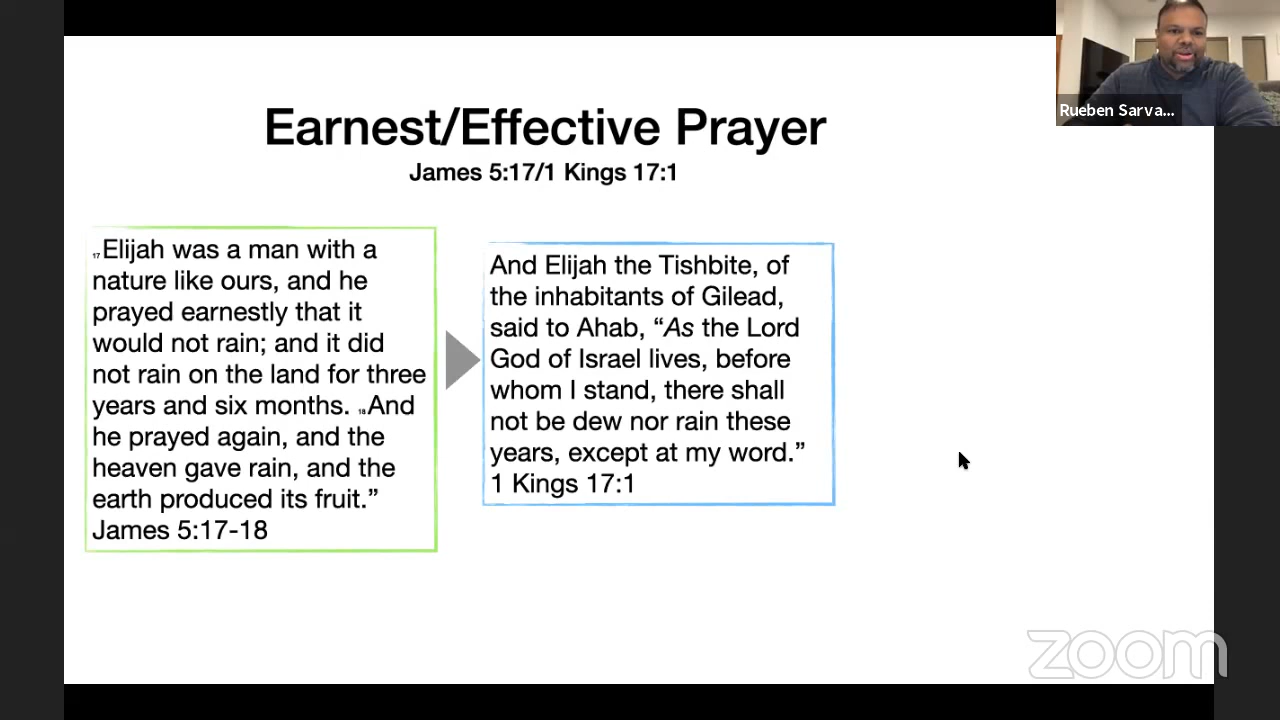 Earnest/Effective Prayer
James 5:17/1 Kings 17:1
17 Elijah was a man with a
nature like ours, and he
prayed earnestly that it
would not rain; and it did
not rain on the land for three
years and six months. 18 And
he prayed again, and the
heaven gave rain, and the
earth produced its fruit.”
James 5:17-18
And Elijah the Tishbite, of
the inhabitants of Gilead,
said to Ahab, “As the Lord
God of Israel lives, before
whom I stand, there shall
not be dew nor rain these
years, except at my word.”
1 Kings 17:1
Rueben Sarva...
zoom